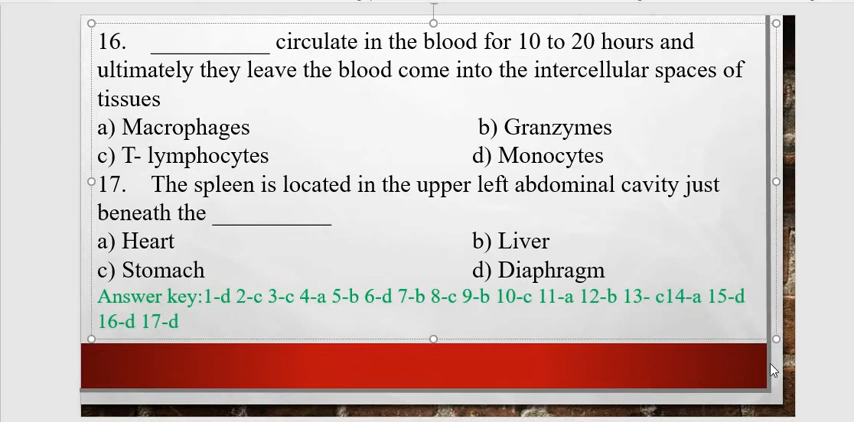 16. __________ circulate in the blood for 10 to 20 hours and
ultimately they leave the blood come into the intercellular spaces of
tissues
a) Macrophages b) Granzymes
c) T- lymphocytes d) Monocytes
17. The spleen is located in the upper left abdominal cavity just
beneath the __________
a) Heart b) Liver
c) Stomach d) Diaphragm
Answer key:1-d 2-c 3-c 4-a 5-b 6-d 7-b 8-c 9-b 10-c 11-a 12-b 13- c14-a 15-d
16-d 17-d